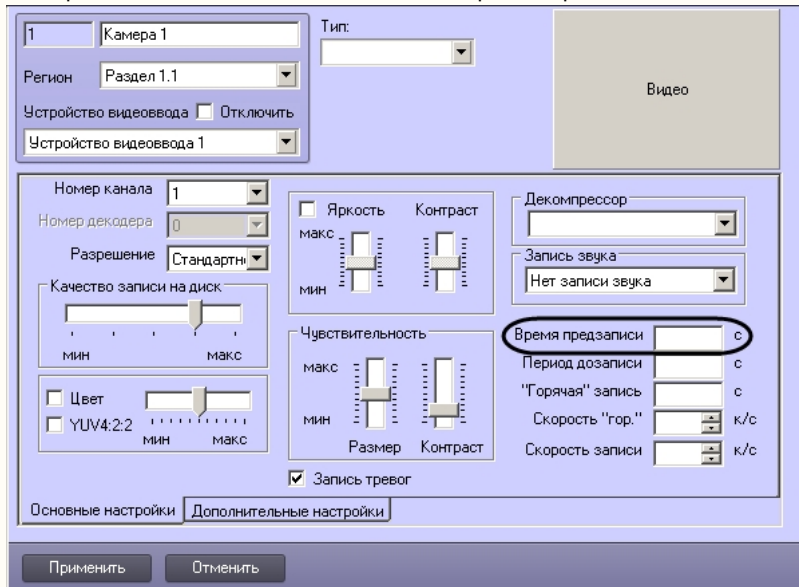 1 Камера 1
Тип:
Регион Раздел 1.1
Устройство видеоввода Отключить
Устройство видеоввода 1
Видео
Номер канала 1
Номер декодера 0
Разрешение Стандартн
Качество записи на диск
мин макс
Цвет
YUV4:2:2
мин макс
Яркость Контраст
макс
мин
Чувствительность
макс
мин
Размер Контраст
Запись тревог
Декомпрессор
Запись звука
Нет записи звука
Время предзаписи с
Период дозаписи с
"Горячая" запись с
Скорость "гор." к/с
Скорость записи к/с
Основные настройки Дополнительные настройки
Применить Отменить